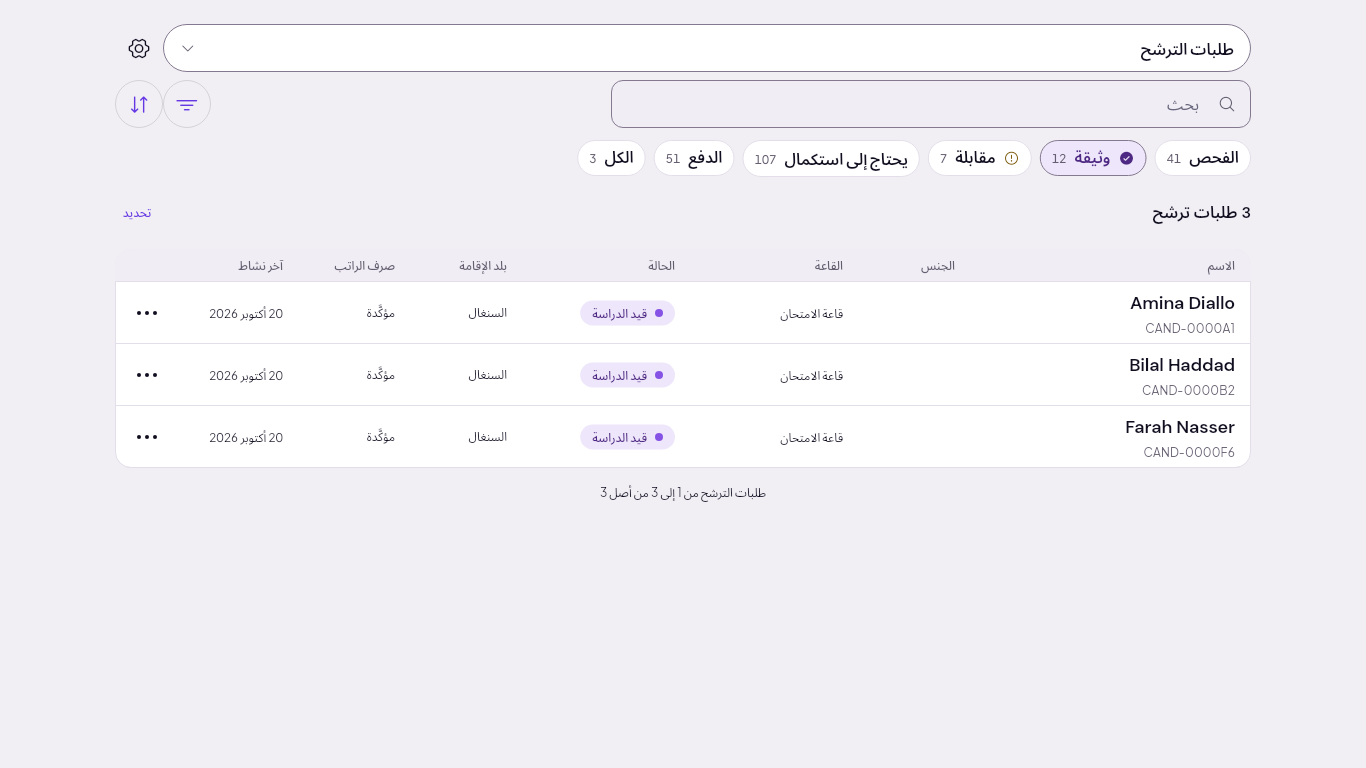 طلبات الترشح
بحث
الفحص 41
وثيقة 12
مقابلة 7
يحتاج إلى استكمال 107
الدفع 51
الكل 3
3 طلبات ترشح
تحديد
الاسم الجنس القاعة الحالة بلد الإقامة صرف الراتب آخر نشاط
Amina Diallo
CAND-0000A1
قاعة الامتحان قيد الدراسة السنغال مؤكَّدة 20 أكتوبر 2026
Bilal Haddad
CAND-0000B2
قاعة الامتحان قيد الدراسة السنغال مؤكَّدة 20 أكتوبر 2026
Farah Nasser
CAND-0000F6
قاعة الامتحان قيد الدراسة السنغال مؤكَّدة 20 أكتوبر 2026
طلبات الترشح من 1 إلى 3 من أصل 3